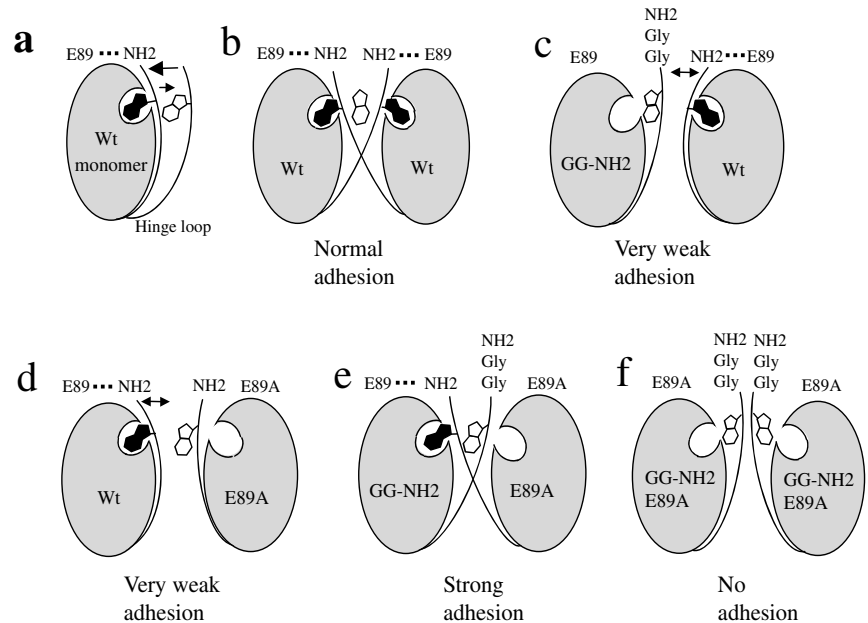 a
E89 ▪▪▪ NH2
Wt
monomer
Hinge loop
b
E89 ▪▪▪ NH2 NH2 ▪▪▪ E89
Wt
Wt
Normal
adhesion
c
E89
NH2
Gly
Gly
NH2 ▪▪▪ E89
GG-NH2
Wt
Very weak
adhesion
d
E89 ▪▪▪ NH2
NH2
E89A
Wt
E89A
Very weak
adhesion
e
E89 ▪▪▪ NH2
NH2
Gly
Gly
E89A
GG-NH2
E89A
Strong
adhesion
f
E89A
NH2 NH2
Gly Gly
Gly Gly
E89A
GG-NH2
E89A
GG-NH2
E89A
No
adhesion